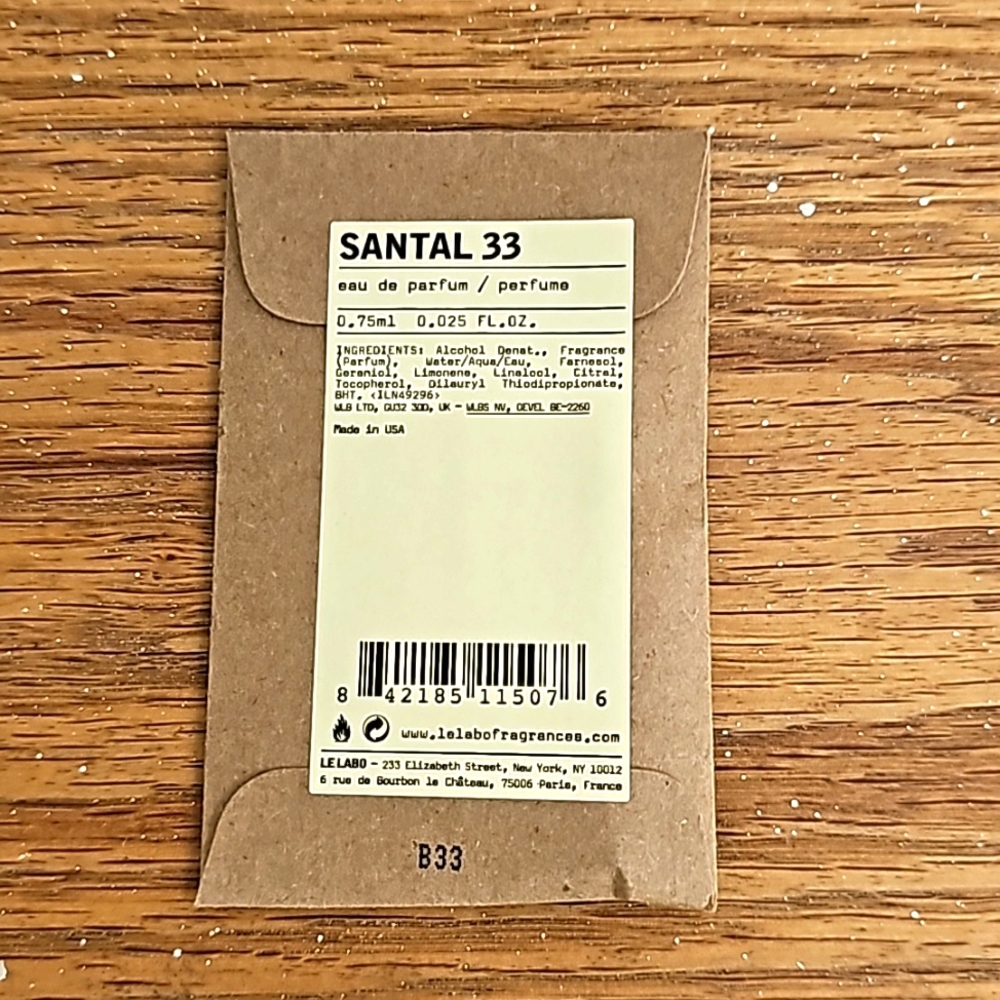 SANTAL 33
eau de parfum / perfume
0.75ml 0.025 FL.OZ.
INGREDIENTS: Alcohol Denat., Fragrance
(Parfum), Water/Aqua/Eau, Farnesol,
Geraniol, Limonene, Linalool, Citral,
Tocopherol, Dilauryl Thiodipropionate,
BHT. <ILN49296>
WLB LTD, GU32 3QD, UK - WLBS NV, OEVEL BE-2260
Made in USA
8 42185 11507 6
www.lelabofragrances.com
LE LABO - 233 Elizabeth Street, New York, NY 10012
6 rue de Bourbon le Château, 75006 Paris, France
B33